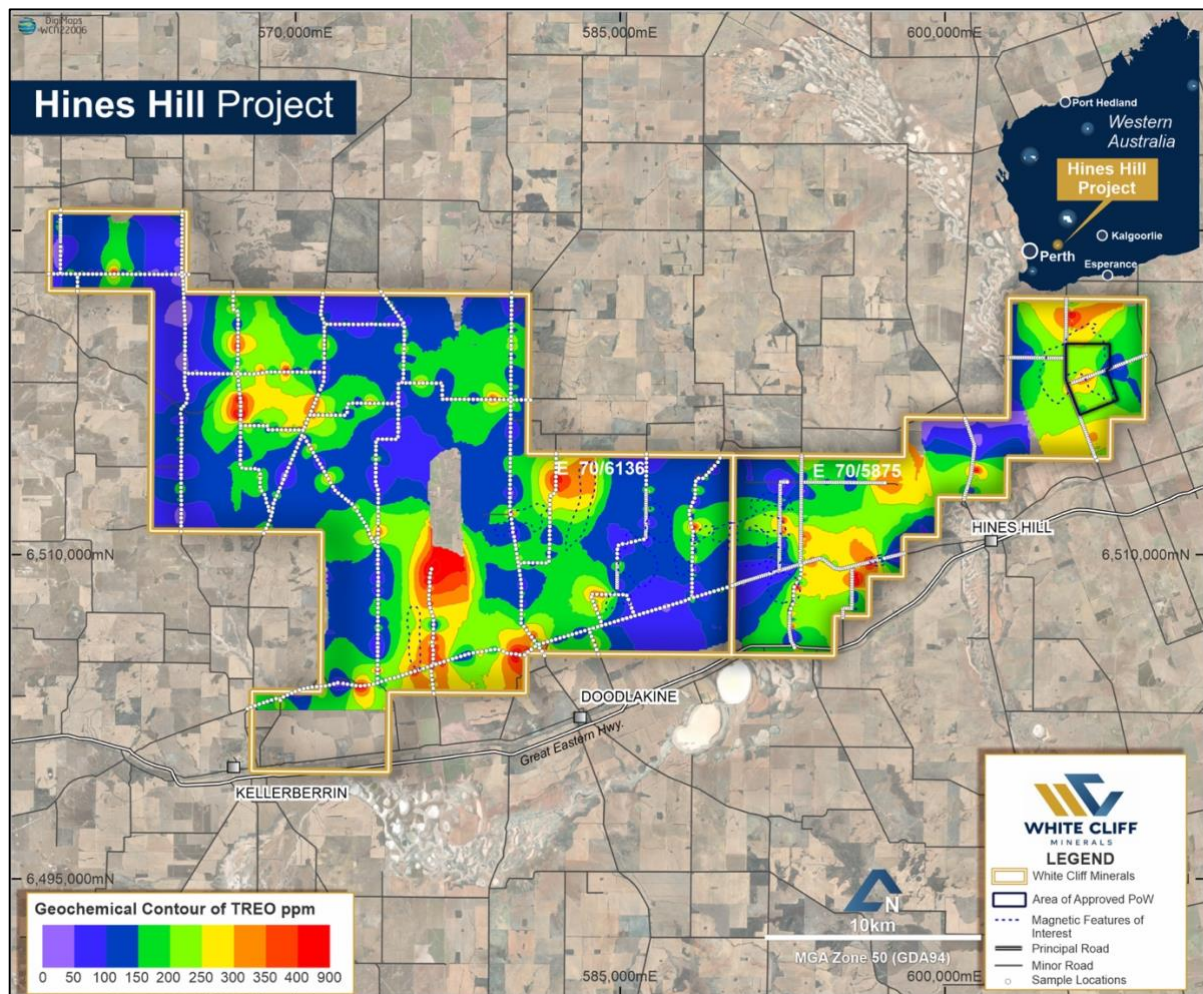 DigiMaps
WCN22006
570,000mE
585,000mE
600,000mE
Hines Hill Project
Port Hedland
Western
Australia
Hines Hill
Project
Kalgoorlie
Perth
Esperance
E 70/6136
E 70/5875
HINES HILL
6,510,000mN
6,510,000mN
DOODLAKINE
Great Eastern Hwy.
KELLERBERRIN
6,495,000mN
Geochemical Contour of TREO ppm
0 50 100 150 200 250 300 350 400 900
585,000mE
600,000mE
N
10km
MGA Zone 50 (GDA94)
WHITE CLIFF
MINERALS
LEGEND
White Cliff Minerals
Area of Approved PoW
Magnetic Features of
Interest
Principal Road
Minor Road
Sample Locations